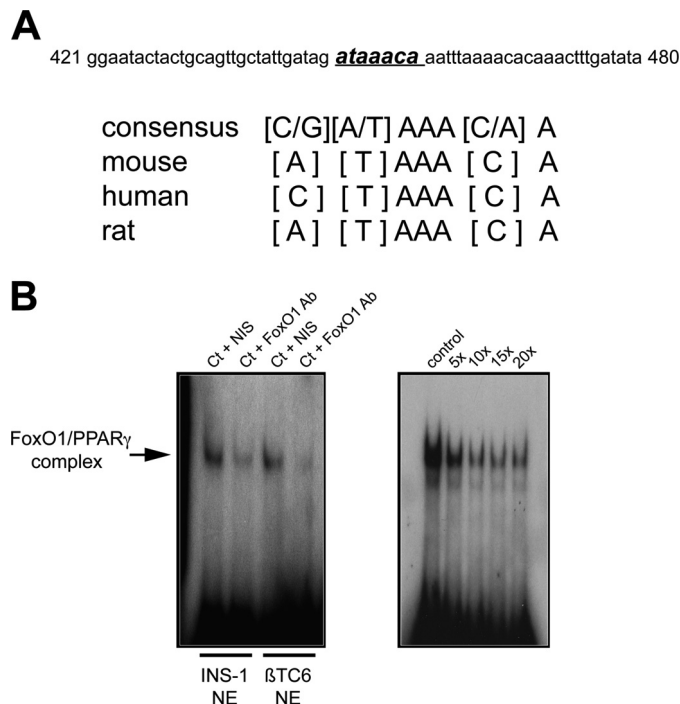 A
421 ggaatactactgcagttgctattgatag ataaaca aatttaaaacacaaactttgatata 480
consensus [C/G][A/T] AAA [C/A] A
mouse [ A ] [ T ] AAA [ C ] A
human [ C ] [ T ] AAA [ C ] A
rat [ A ] [ T ] AAA [ C ] A
B
Ct + NIS
Ct + FoxO1 Ab
Ct + NIS
Ct + FoxO1 Ab
control
5x
10x
15x
20x
FoxO1/PPARγ
complex
INS-1
NE
ßTC6
NE